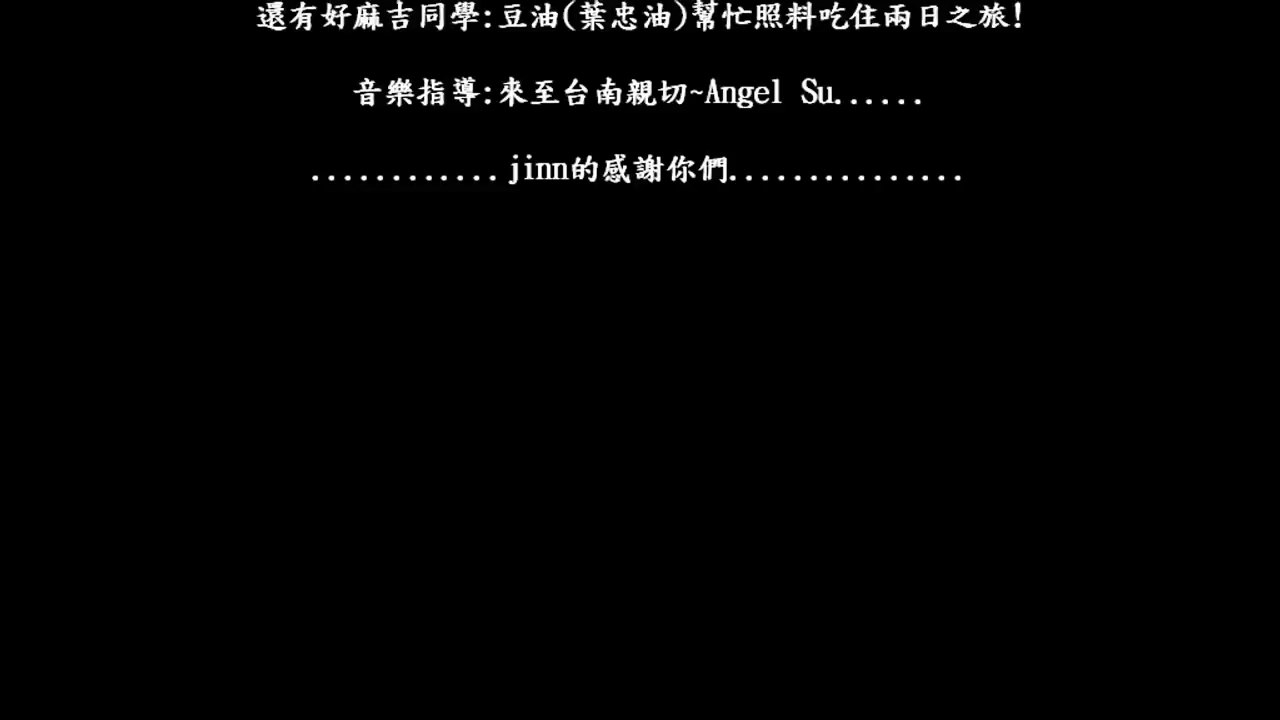 還有好麻吉同學:豆油(葉忠油)幫忙照料吃住兩日之旅!
音樂指導:來至台南親切~Angel Su......
............jinn的感謝你們...............